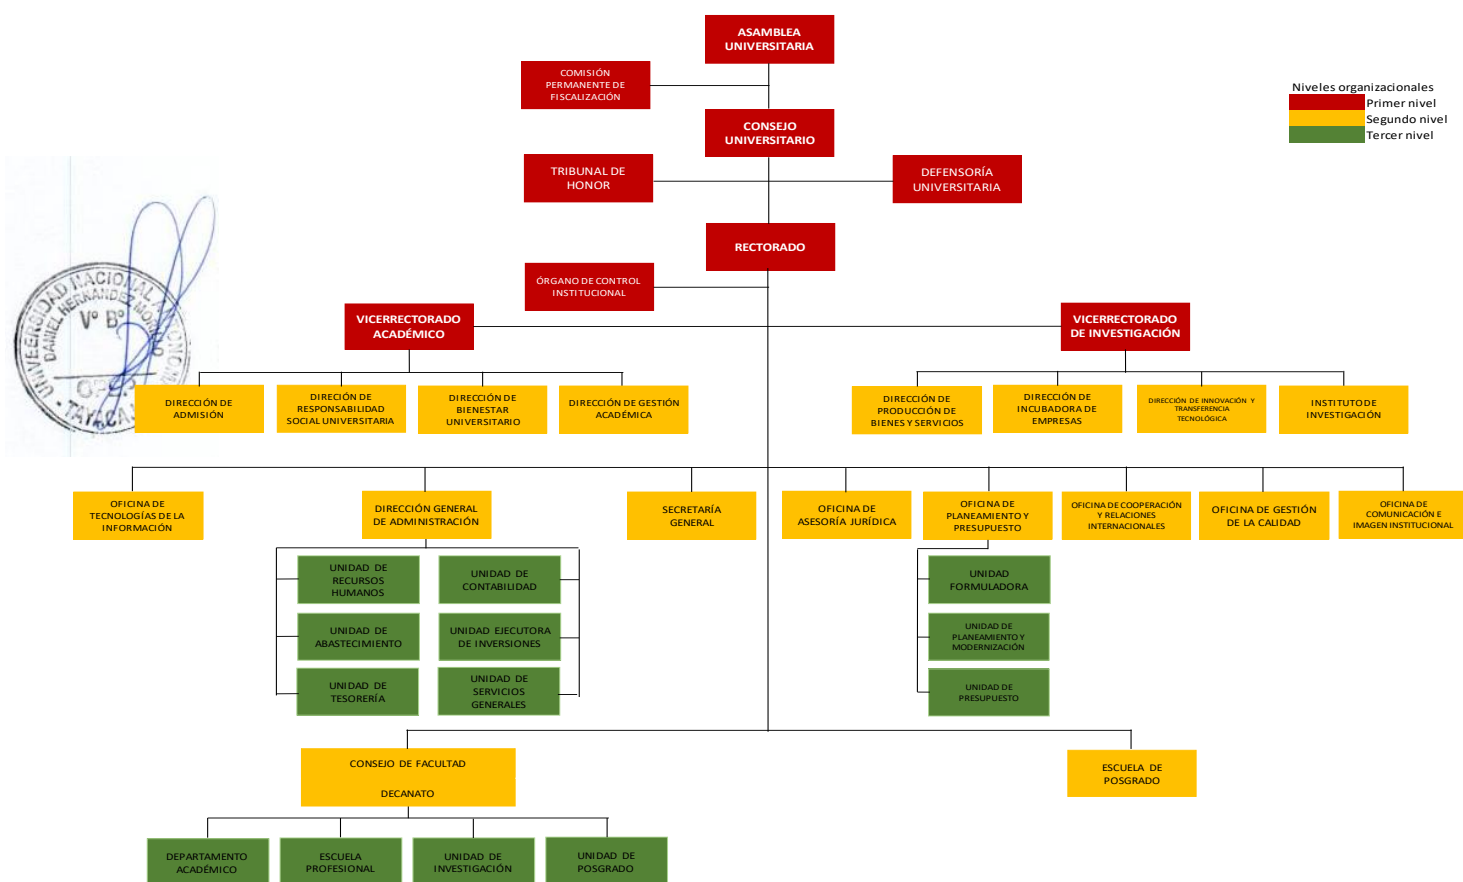 ASAMBLEA
UNIVERSITARIA
COMISIÓN
PERMANENTE DE
FISCALIZACIÓN
Niveles organizacionales
Primer nivel
Segundo nivel
Tercer nivel
CONSEJO
UNIVERSITARIO
TRIBUNAL DE
HONOR
DEFENSORÍA
UNIVERSITARIA
RECTORADO
ÓRGANO DE CONTROL
INSTITUCIONAL
UNIVERSIDAD NACIONAL
DANIEL HERNANDEZ
V° B°
VICERRECTORADO
ACADÉMICO
VICERRECTORADO
DE INVESTIGACIÓN
DIRECCIÓN DE
ADMISIÓN
DIRECIÓN DE
RESPONSABILIDAD
SOCIAL UNIVERSITARIA
DIRECCIÓN DE
BIENESTAR
UNIVERSITARIO
DIRECCIÓN DE GESTIÓN
ACADÉMICA
DIRECCIÓN DE
PRODUCCIÓN DE
BIENES Y SERVICIOS
DIRECCIÓN DE
INCUBADORA DE
EMPRESAS
DIRECCIÓN DE INNOVACIÓN Y
TRANSFERENCIA
TECNOLÓGICA
INSTITUTO DE
INVESTIGACIÓN
OFICINA DE
TECNOLOGÍAS DE LA
INFORMACIÓN
DIRECCIÓN GENERAL
DE ADMINISTRACIÓN
SECRETARÍA
GENERAL
OFICINA DE
ASESORÍA JURÍDICA
OFICINA DE
PLANEAMIENTO Y
PRESUPUESTO
OFICINA DE COOPERACIÓN
Y RELACIONES
INTERNACIONALES
OFICINA DE GESTIÓN
DE LA CALIDAD
OFICINA DE
COMUNICACIÓN E
IMAGEN INSTITUCIONAL
UNIDAD DE
RECURSOS
HUMANOS
UNIDAD DE
CONTABILIDAD
UNIDAD
FORMULADORA
UNIDAD DE
ABASTECIMIENTO
UNIDAD EJECUTORA
DE INVERSIONES
UNIDAD DE
PLANEAMIENTO Y
MODERNIZACIÓN
UNIDAD DE
TESORERÍA
UNIDAD DE
SERVICIOS
GENERALES
UNIDAD DE
PRESUPUESTO
CONSEJO DE FACULTAD
DECANATO
ESCUELA DE
POSGRADO
DEPARTAMENTO
ACADÉMICO
ESCUELA
PROFESIONAL
UNIDAD DE
INVESTIGACIÓN
UNIDAD DE
POSGRADO